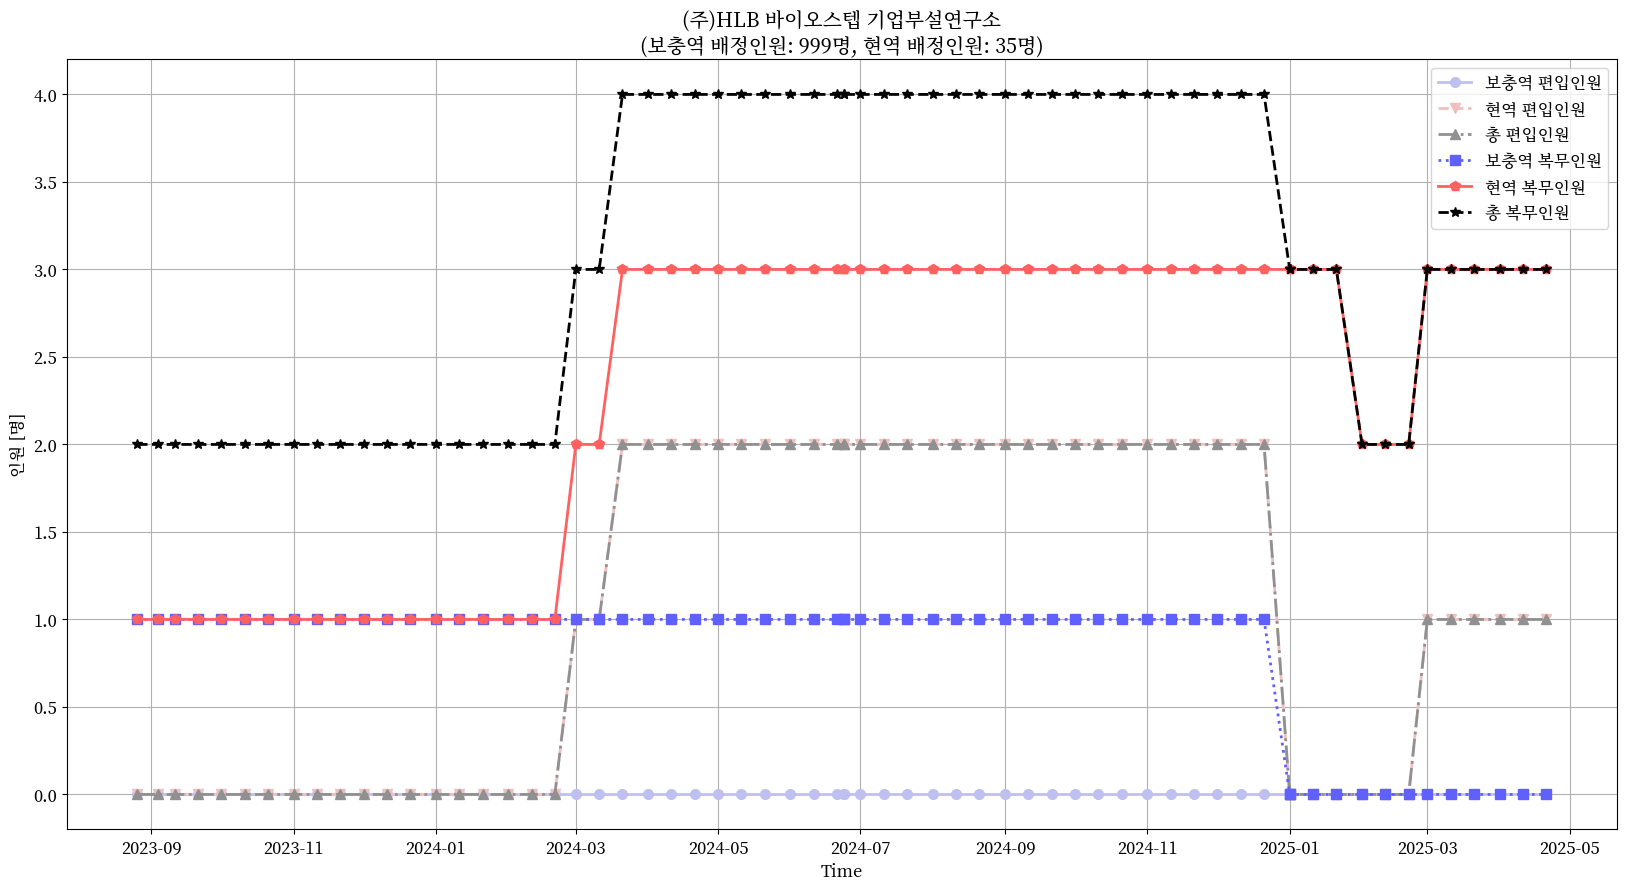 (주)HLB 바이오스텝 기업부설연구소
(보충역 배정인원: 999명, 현역 배정인원: 35명)
보충역 편입인원
현역 편입인원
총 편입인원
보충역 복무인원
현역 복무인원
총 복무인원
인원 [명]
4.0
3.5
3.0
2.5
2.0
1.5
1.0
0.5
0.0
2023-09 2023-11 2024-01 2024-03 2024-05 2024-07 2024-09 2024-11 2025-01 2025-03 2025-05
Time